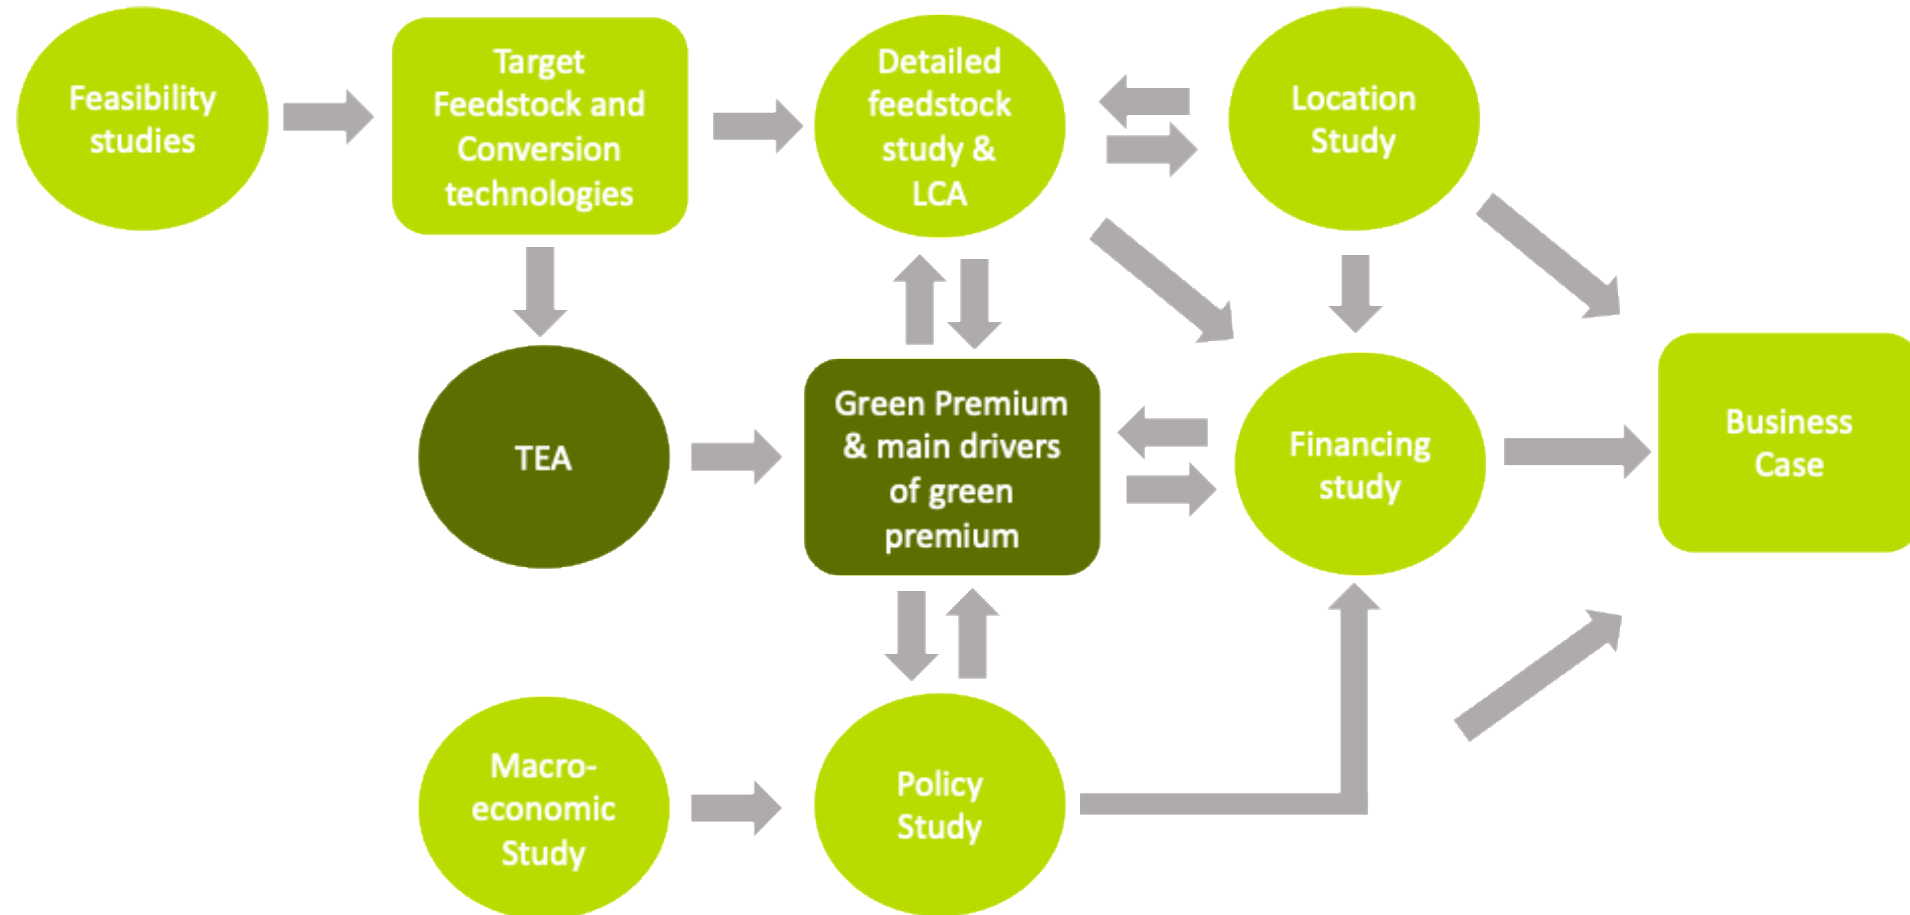 Feasibility
studies
Target
Feedstock and
Conversion
technologies
Detailed
feedstock
study &
LCA
Location
Study
TEA
Green Premium
& main drivers
of green
premium
Financing
study
Business
Case
Macro-
economic
Study
Policy
Study